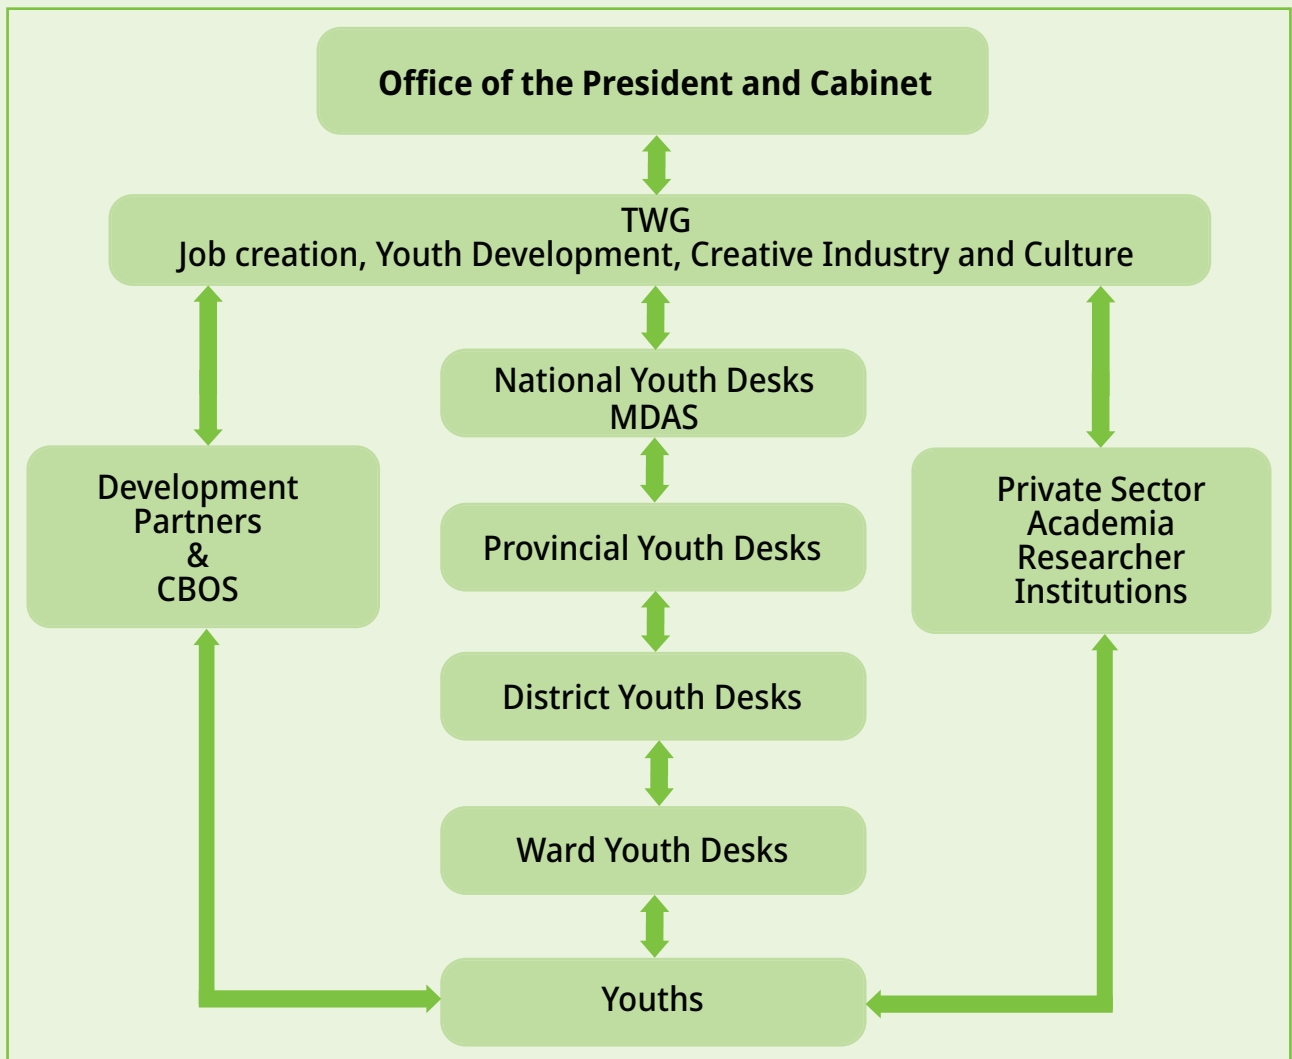 Office of the President and Cabinet
TWG
Job creation, Youth Development, Creative Industry and Culture
National Youth Desks
MDAS
Development
Partners
&
CBOS
Provincial Youth Desks
Private Sector
Academia
Researcher
Institutions
District Youth Desks
Ward Youth Desks
Youths